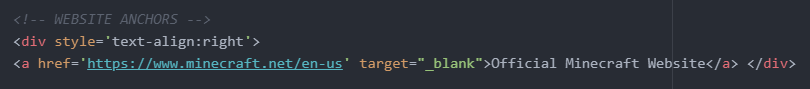 <!-- WEBSITE ANCHORS -->
<div style='text-align:right'>
<a href='https://www.minecraft.net/en-us' target="_blank">Official Minecraft Website</a> </div>